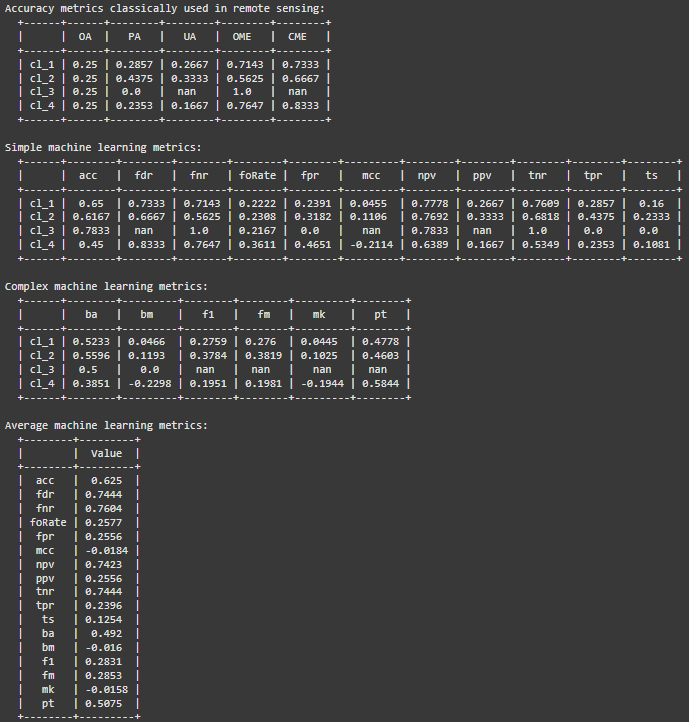 Accuracy metrics classically used in remote sensing:
+------+------+--------+--------+--------+--------+
|      |  OA  |   PA   |   UA   |  OME   |  CME   |
+------+------+--------+--------+--------+--------+
| cl_1 | 0.25 | 0.2857 | 0.2667 | 0.7143 | 0.7333 |
| cl_2 | 0.25 | 0.4375 | 0.3333 | 0.5625 | 0.6667 |
| cl_3 | 0.25 |  0.0   |  nan   |  1.0   |  nan   |
| cl_4 | 0.25 | 0.2353 | 0.1667 | 0.7647 | 0.8333 |
+------+------+--------+--------+--------+--------+
Simple machine learning metrics:
+------+--------+--------+--------+--------+--------+---------+--------+--------+--------+--------+--------+
|      |  acc   |  fdr   |  fnr   | foRate |  fpr   |   mcc   |  npv   |  ppv   |  tnr   |  tpr   |   ts   |
+------+--------+--------+--------+--------+--------+---------+--------+--------+--------+--------+--------+
| cl_1 |  0.65  | 0.7333 | 0.7143 | 0.2222 | 0.2391 | 0.0455  | 0.7778 | 0.2667 | 0.7609 | 0.2857 |  0.16  |
| cl_2 | 0.6167 | 0.6667 | 0.5625 | 0.2308 | 0.3182 | 0.1106  | 0.7692 | 0.3333 | 0.6818 | 0.4375 | 0.2333 |
| cl_3 | 0.7833 |  nan   |  1.0   | 0.2167 |  0.0   |   nan   | 0.7833 |  nan   |  1.0   |  0.0   |  0.0   |
| cl_4 |  0.45  | 0.8333 | 0.7647 | 0.3611 | 0.4651 | -0.2114 | 0.6389 | 0.1667 | 0.5349 | 0.2353 | 0.1081 |
+------+--------+--------+--------+--------+--------+---------+--------+--------+--------+--------+--------+
Complex machine learning metrics:
+------+--------+---------+--------+--------+---------+--------+
|      |   ba   |   bm    |   f1   |   fm   |   mk    |   pt   |
+------+--------+---------+--------+--------+---------+--------+
| cl_1 | 0.5233 | 0.0466  | 0.2759 | 0.276  | 0.0445  | 0.4778 |
| cl_2 | 0.5596 | 0.1193  | 0.3784 | 0.3819 | 0.1025  | 0.4603 |
| cl_3 |  0.5   |   0.0   |  nan   |  nan   |   nan   |  nan   |
| cl_4 | 0.3851 | -0.2298 | 0.1951 | 0.1981 | -0.1944 | 0.5844 |
+------+--------+---------+--------+--------+---------+--------+
Average machine learning metrics:
+--------+---------+
|        |  Value  |
+--------+---------+
|  acc   |  0.625  |
|  fdr   | 0.7444  |
|  fnr   | 0.7604  |
| foRate | 0.2577  |
|  fpr   | 0.2556  |
|  mcc   | -0.0184 |
|  npv   | 0.7423  |
|  ppv   | 0.2556  |
|  tnr   | 0.7444  |
|  tpr   | 0.2396  |
|   ts   | 0.1254  |
|   ba   |  0.492  |
|   bm   | -0.016  |
|   f1   | 0.2831  |
|   fm   | 0.2853  |
|   mk   | -0.0158 |
|   pt   | 0.5075  |
+--------+---------+